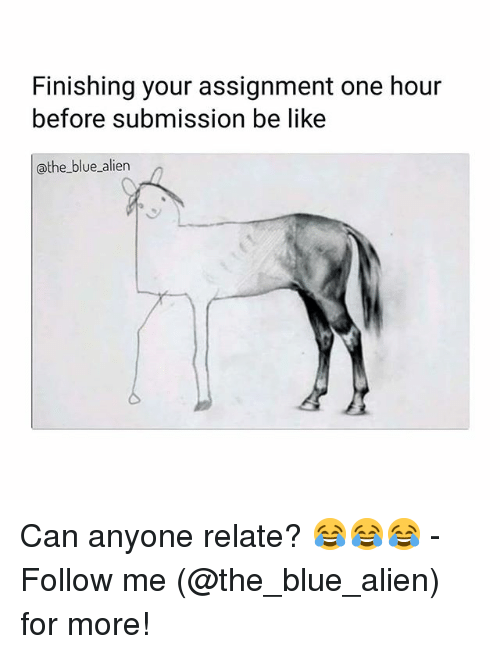 Finishing your assignment one hour
before submission be like
@the_blue_alien
Can anyone relate? 😂😂😂 -
Follow me (@the_blue_alien)
for more!